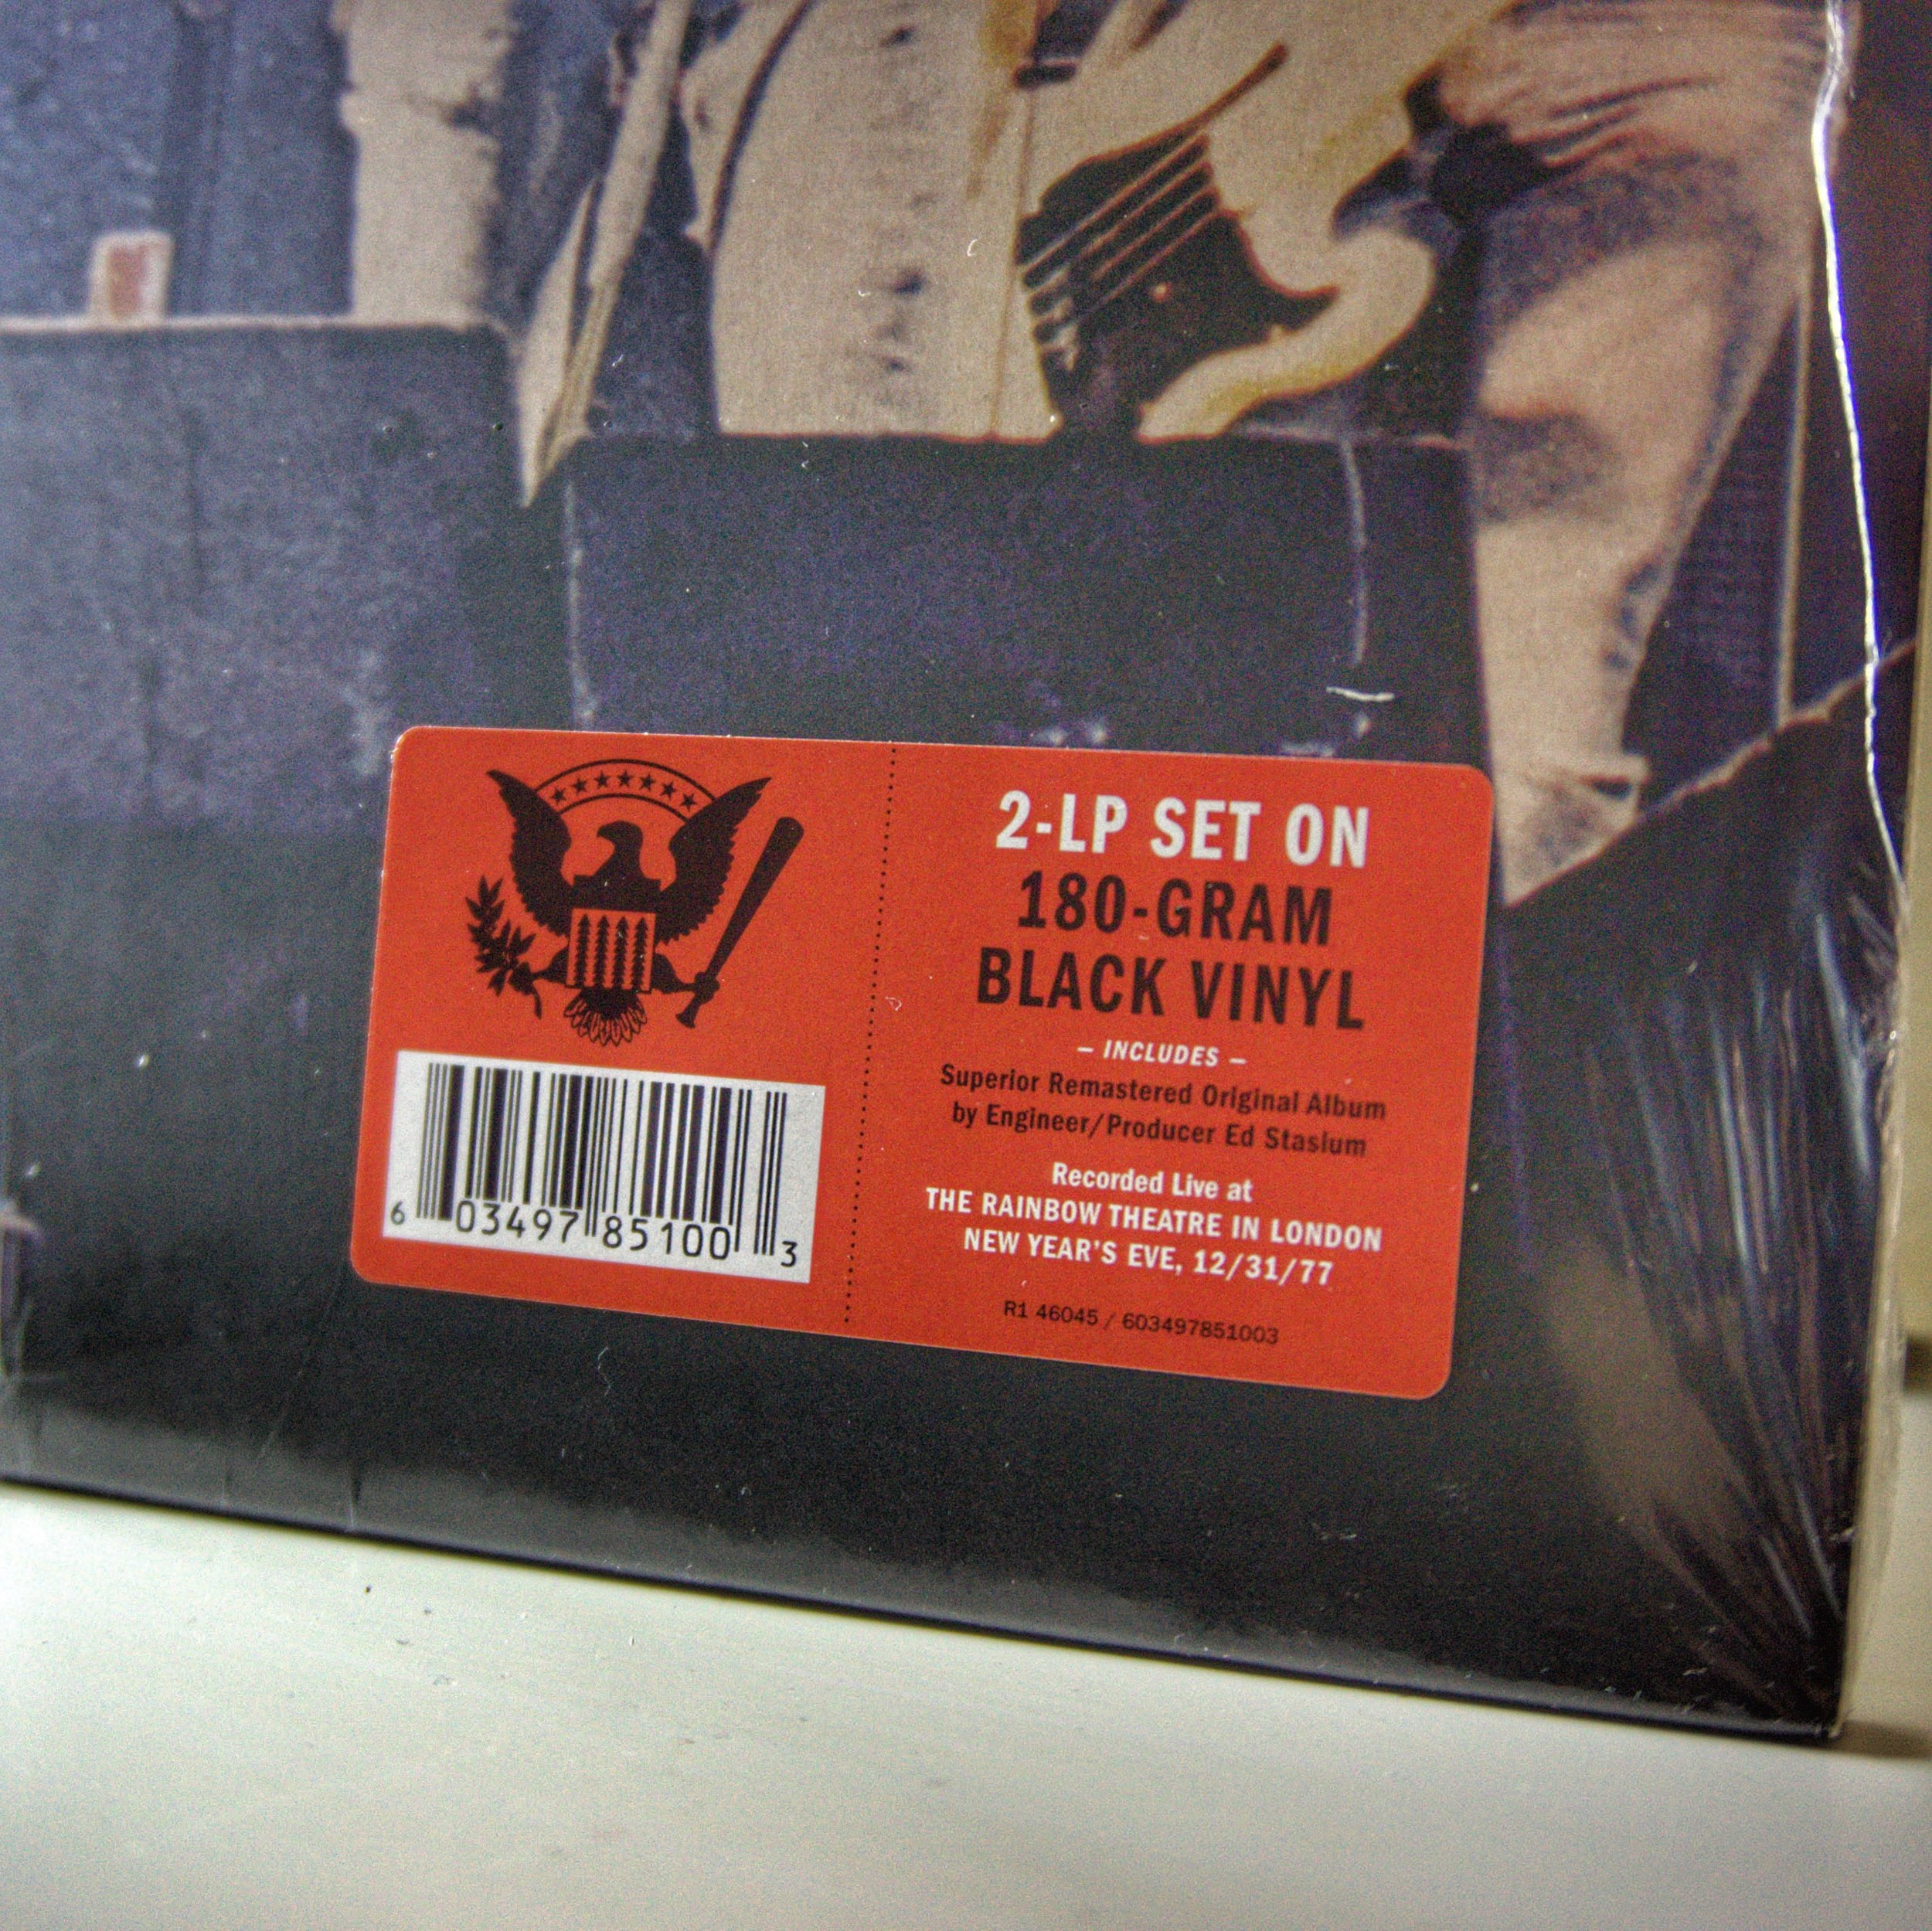 2-LP SET ON
180-GRAM
BLACK VINYL
– INCLUDES –
Superior Remastered Original Album
by Engineer/Producer Ed Stasium
Recorded Live at
THE RAINBOW THEATRE IN LONDON
NEW YEAR'S EVE, 12/31/77
R1 46045 / 603497851003
6 03497 85100 3